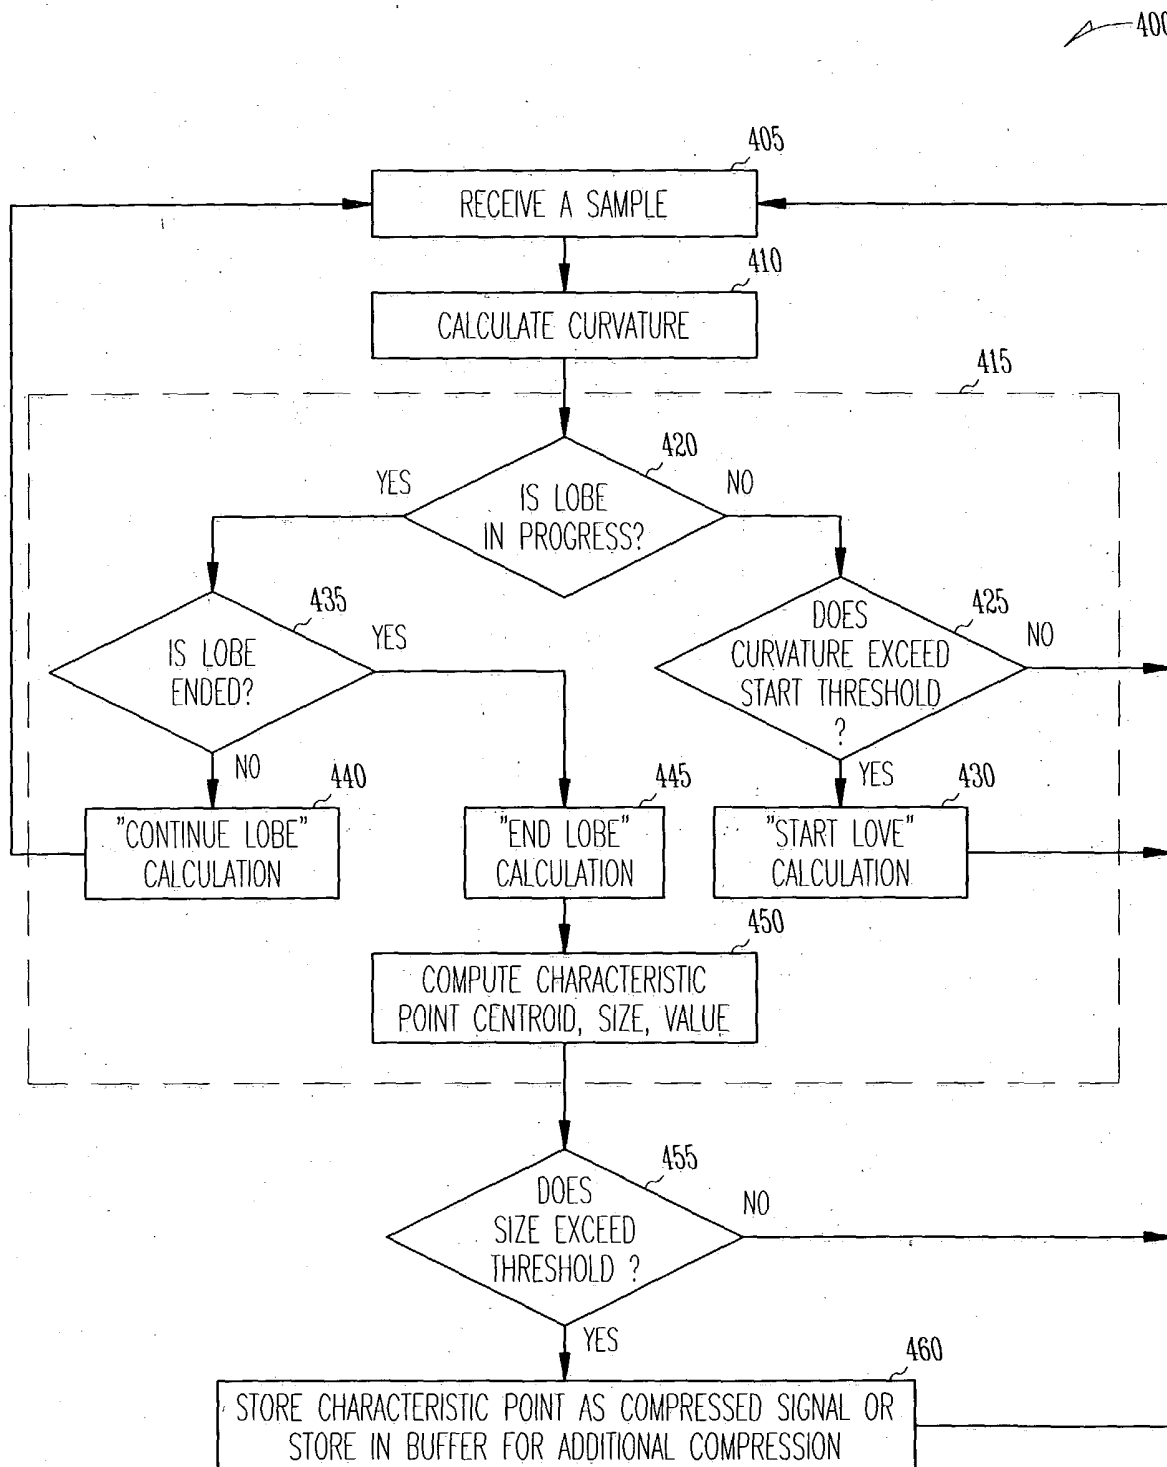 400
405
RECEIVE A SAMPLE
410
CALCULATE CURVATURE
415
420
YES
NO
IS LOBE
IN PROGRESS?
435
YES
IS LOBE
ENDED?
NO
425
NO
DOES
CURVATURE EXCEED
START THRESHOLD
?
YES
440
"CONTINUE LOBE"
CALCULATION
445
"END LOBE"
CALCULATION
430
"START LOVE"
CALCULATION
450
COMPUTE CHARACTERISTIC
POINT CENTROID, SIZE, VALUE
455
NO
DOES
SIZE EXCEED
THRESHOLD ?
YES
460
STORE CHARACTERISTIC POINT AS COMPRESSED SIGNAL OR
STORE IN BUFFER FOR ADDITIONAL COMPRESSION